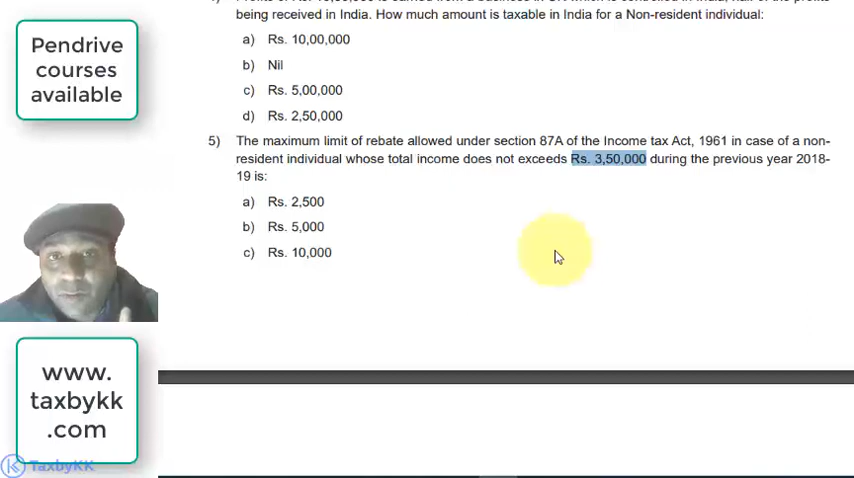 Pendrive
courses
available
being received in India. How much amount is taxable in India for a Non-resident individual:
a) Rs. 10,00,000
b) Nil
c) Rs. 5,00,000
d) Rs. 2,50,000
5) The maximum limit of rebate allowed under section 87A of the Income tax Act, 1961 in case of a non-
resident individual whose total income does not exceeds Rs. 3,50,000 during the previous year 2018-
19 is:
a) Rs. 2,500
b) Rs. 5,000
c) Rs. 10,000
www.
taxbykk
.com
TaxbyKK